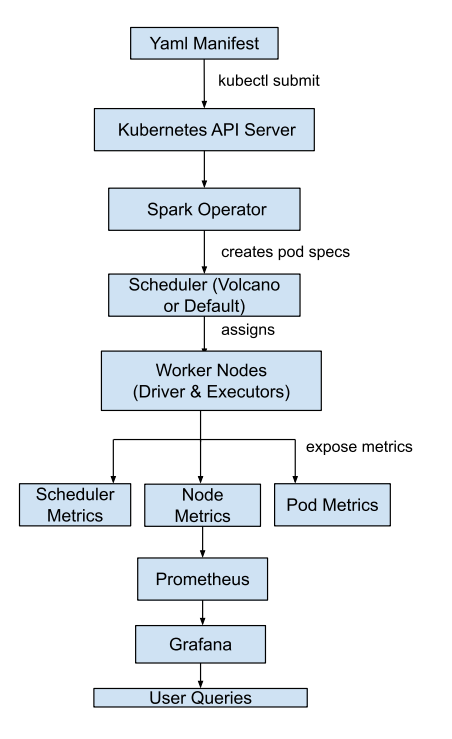 Yaml Manifest
kubectl submit
Kubernetes API Server
Spark Operator
creates pod specs
Scheduler (Volcano
or Default)
assigns
Worker Nodes
(Driver & Executors)
expose metrics
Scheduler
Metrics
Node
Metrics
Pod Metrics
Prometheus
Grafana
User Queries